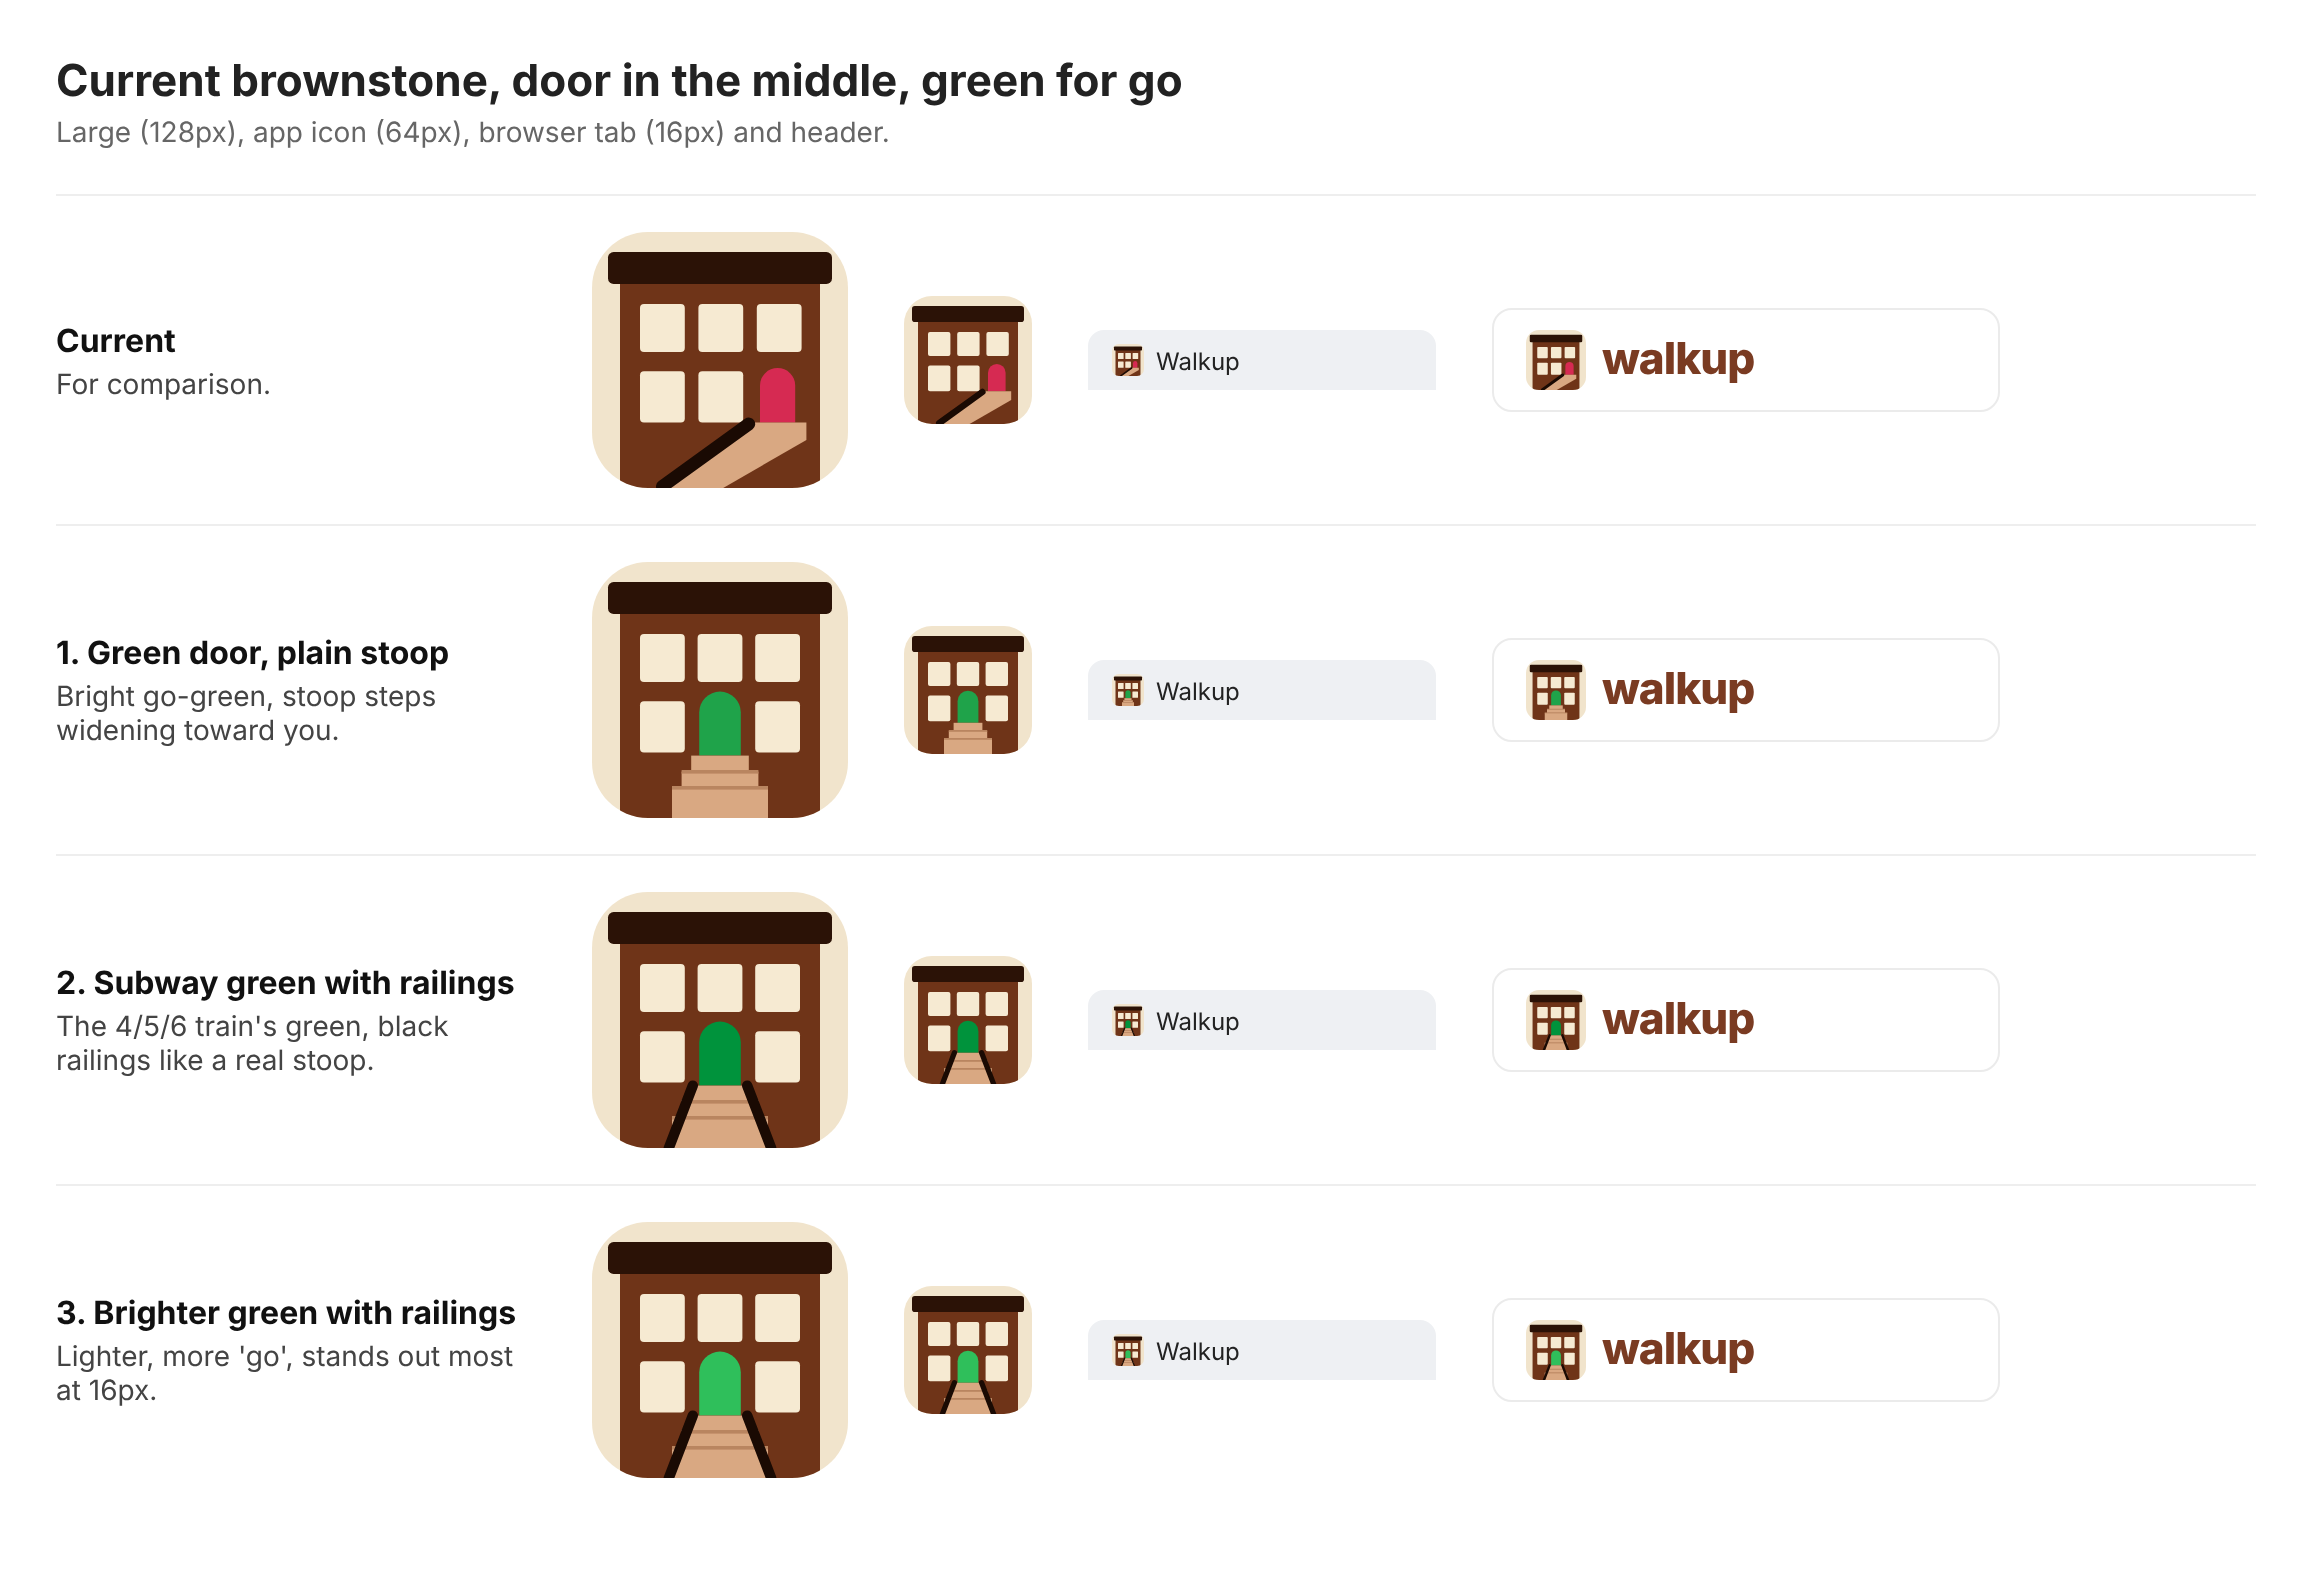 Current brownstone, door in the middle, green for go
Large (128px), app icon (64px), browser tab (16px) and header.
Current
For comparison.
Walkup
walkup
1. Green door, plain stoop
Bright go-green, stoop steps
widening toward you.
Walkup
walkup
2. Subway green with railings
The 4/5/6 train's green, black
railings like a real stoop.
Walkup
walkup
3. Brighter green with railings
Lighter, more 'go', stands out most
at 16px.
Walkup
walkup